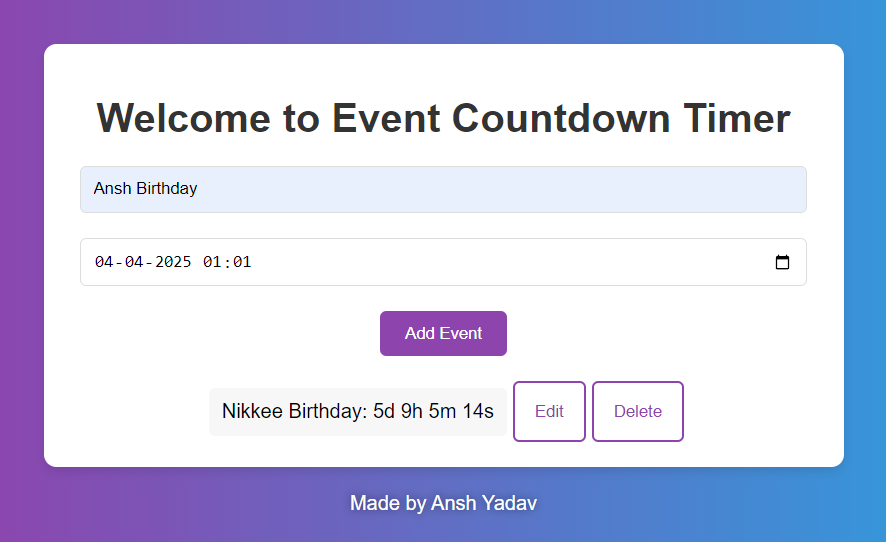 Welcome to Event Countdown Timer
Ansh Birthday
04-04-2025 01:01
Add Event
Nikkee Birthday: 5d 9h 5m 14s Edit Delete
Made by Ansh Yadav